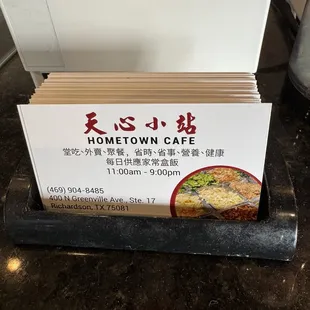 天心小站
HOMETOWN CAFE
堂吃、外賣、聚餐，省時、省事、營養、健康
每日供應家常盒飯
11:00am - 9:00pm
(469) 904-8485
400 N Greenville Ave., Ste. 17
Richardson, TX 75081